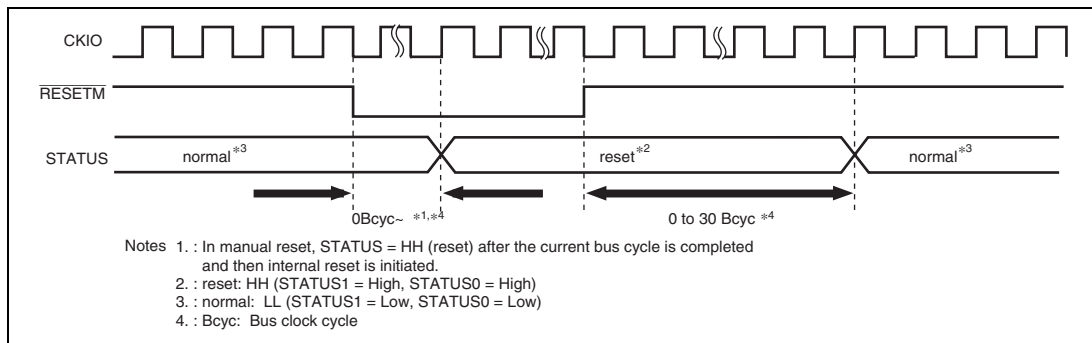 CKIO
RESETM
STATUS
normal*3
reset*2
normal*3
0Bcyc~ *1,*4
0 to 30 Bcyc *4
Notes 1. : In manual reset, STATUS = HH (reset) after the current bus cycle is completed
and then internal reset is initiated.
2. : reset: HH (STATUS1 = High, STATUS0 = High)
3. : normal: LL (STATUS1 = Low, STATUS0 = Low)
4. : Bcyc: Bus clock cycle